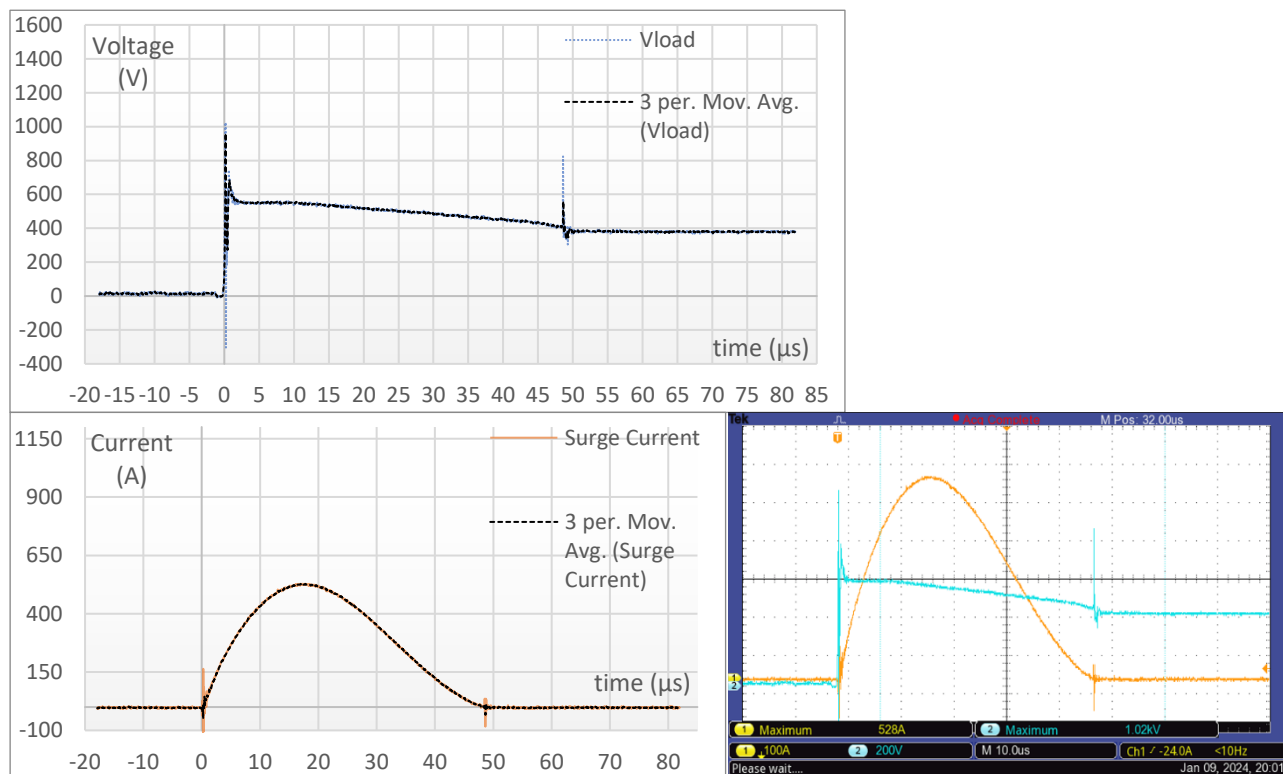 1600
1400
1200
1000
800
600
400
200
0
-200
-400
Voltage
(V)
Vload
3 per. Mov. Avg.
(Vload)
time (µs)
-20 -15 -10 -5 0 5 10 15 20 25 30 35 40 45 50 55 60 65 70 75 80 85
1150
900
650
400
150
-100
Current
(A)
Surge Current
3 per. Mov.
Avg. (Surge
Current)
time (µs)
-20 -10 0 10 20 30 40 50 60 70 80
Tek
Acq Complete
M Pos: 32.00us
T
1
2
1 Maximum 528A
2 Maximum 1.02kV
1 100A
2 200V
M 10.0us
Ch1 -24.0A
<10Hz
Please wait....
Jan 09, 2024, 20:01